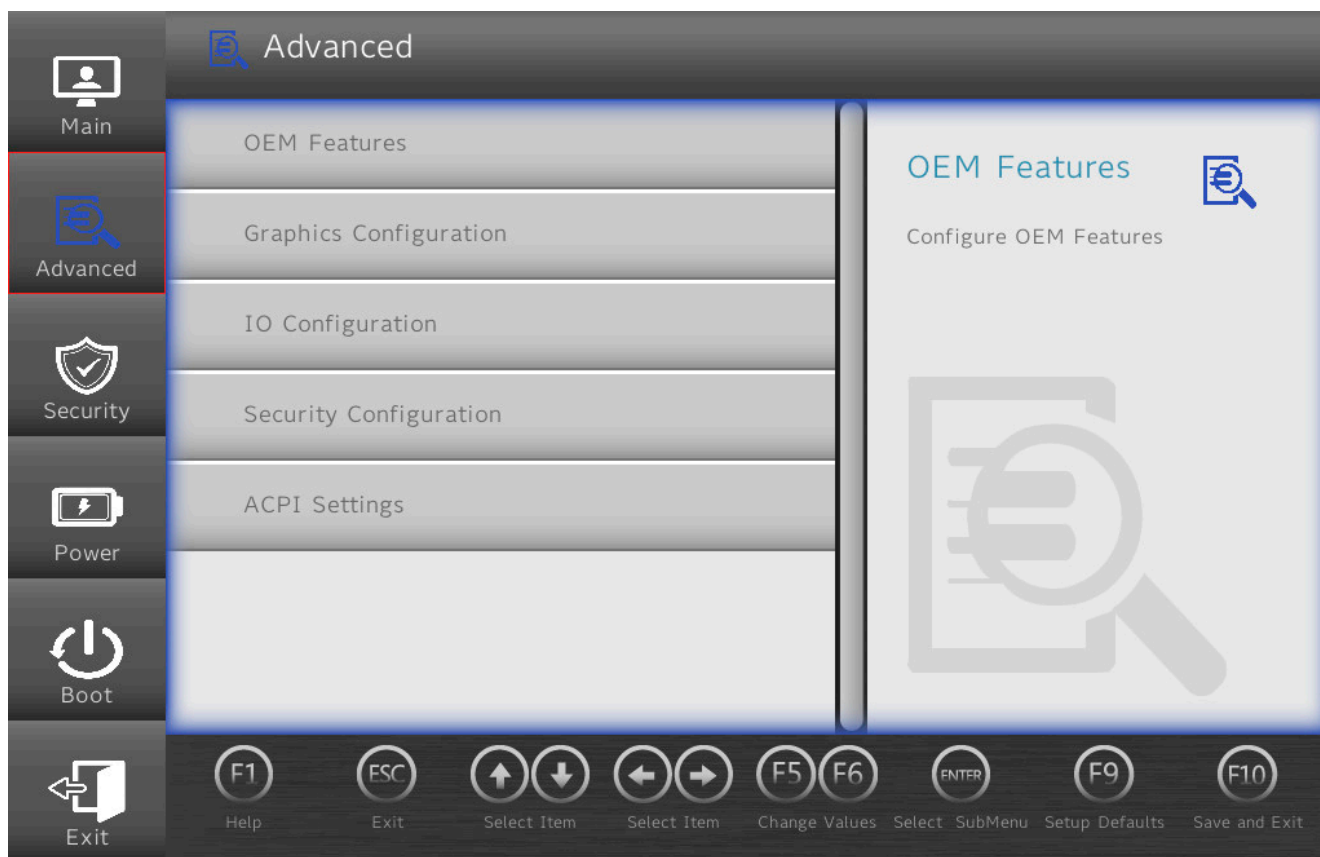 Main
Advanced
Security
Power
Boot
Exit
Advanced
OEM Features
Graphics Configuration
IO Configuration
Security Configuration
ACPI Settings
OEM Features
Configure OEM Features
F1
Help
ESC
Exit
Select Item
Select Item
F5 F6
Change Values
ENTER
Select SubMenu
F9
Setup Defaults
F10
Save and Exit